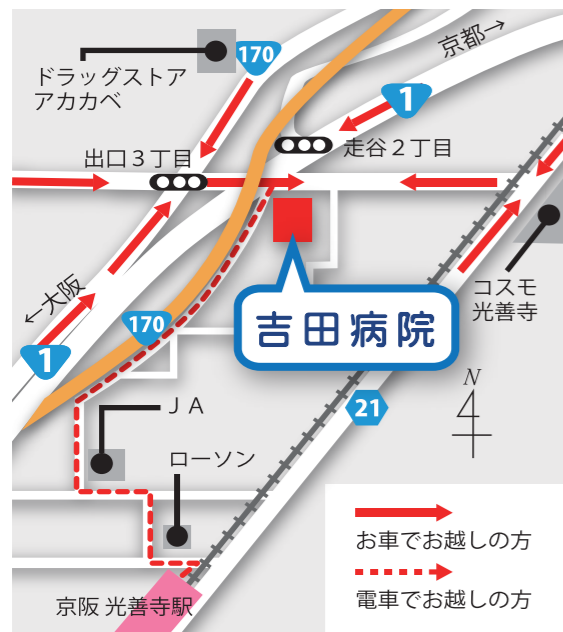 京都→
170
ドラッグストア
アカカベ
1
出口３丁目
走谷２丁目
←大阪
コスモ
光善寺
170
吉田病院
1
N
21
ＪＡ
ローソン
お車でお越しの方
京阪 光善寺駅
電車でお越しの方